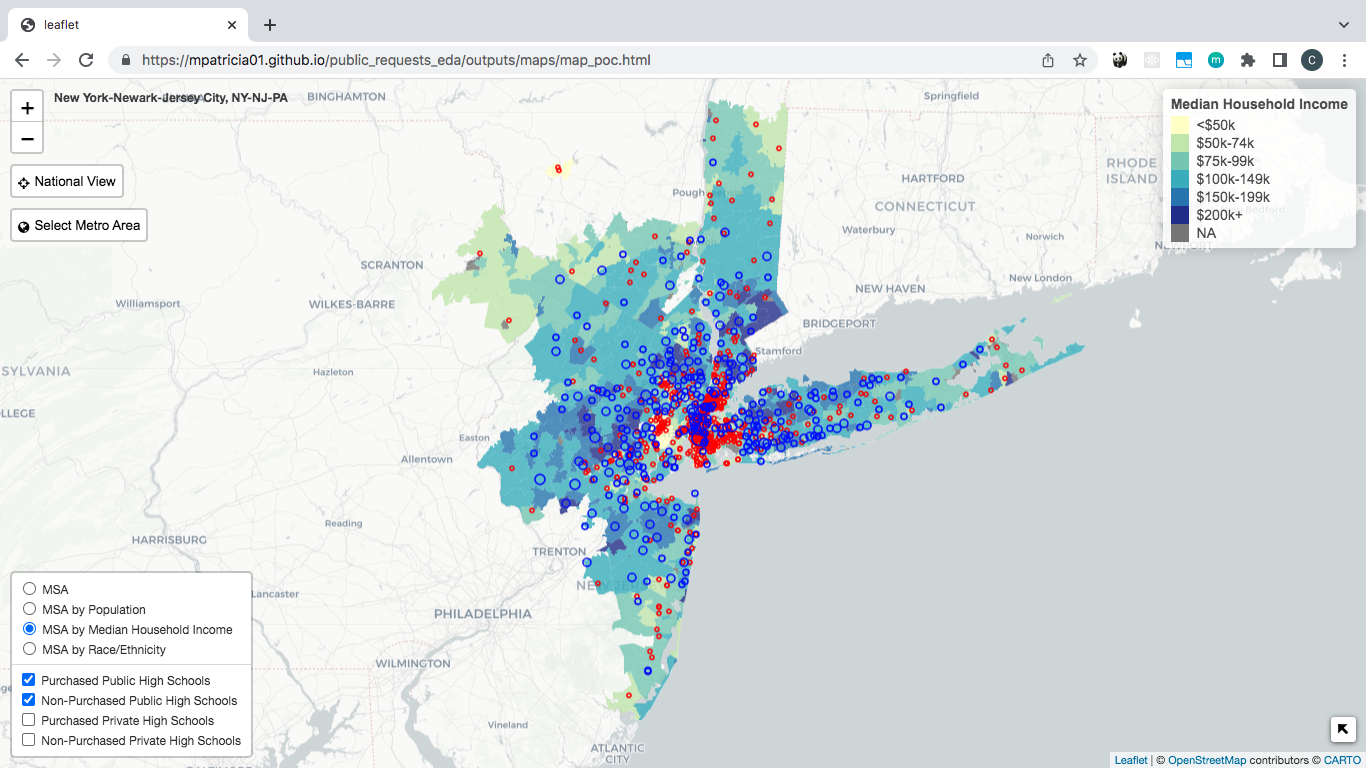 leaflet
https://mpatricia01.github.io/public_requests_eda/outputs/maps/map_poc.html
C
+
−
New York-Newark-Jersey City, NY-NJ-PA
National View
Select Metro Area
Median Household Income
<$50k
$50k-74k
$75k-99k
$100k-149k
$150k-199k
$200k+
NA
BINGHAMTON
Springfield
RHODE
ISLAND
HARTFORD
CONNECTICUT
Waterbury
Norwich
SCRANTON
New London
NEW HAVEN
Williamsport
WILKES-BARRE
BRIDGEPORT
Stamford
SYLVANIA
Hazleton
Easton
Allentown
Reading
HARRISBURG
TRENTON
Lancaster
PHILADELPHIA
WILMINGTON
Vineland
ATLANTIC
CITY
MSA
MSA by Population
MSA by Median Household Income
MSA by Race/Ethnicity
Purchased Public High Schools
Non-Purchased Public High Schools
Purchased Private High Schools
Non-Purchased Private High Schools
Leaflet | © OpenStreetMap contributors © CARTO